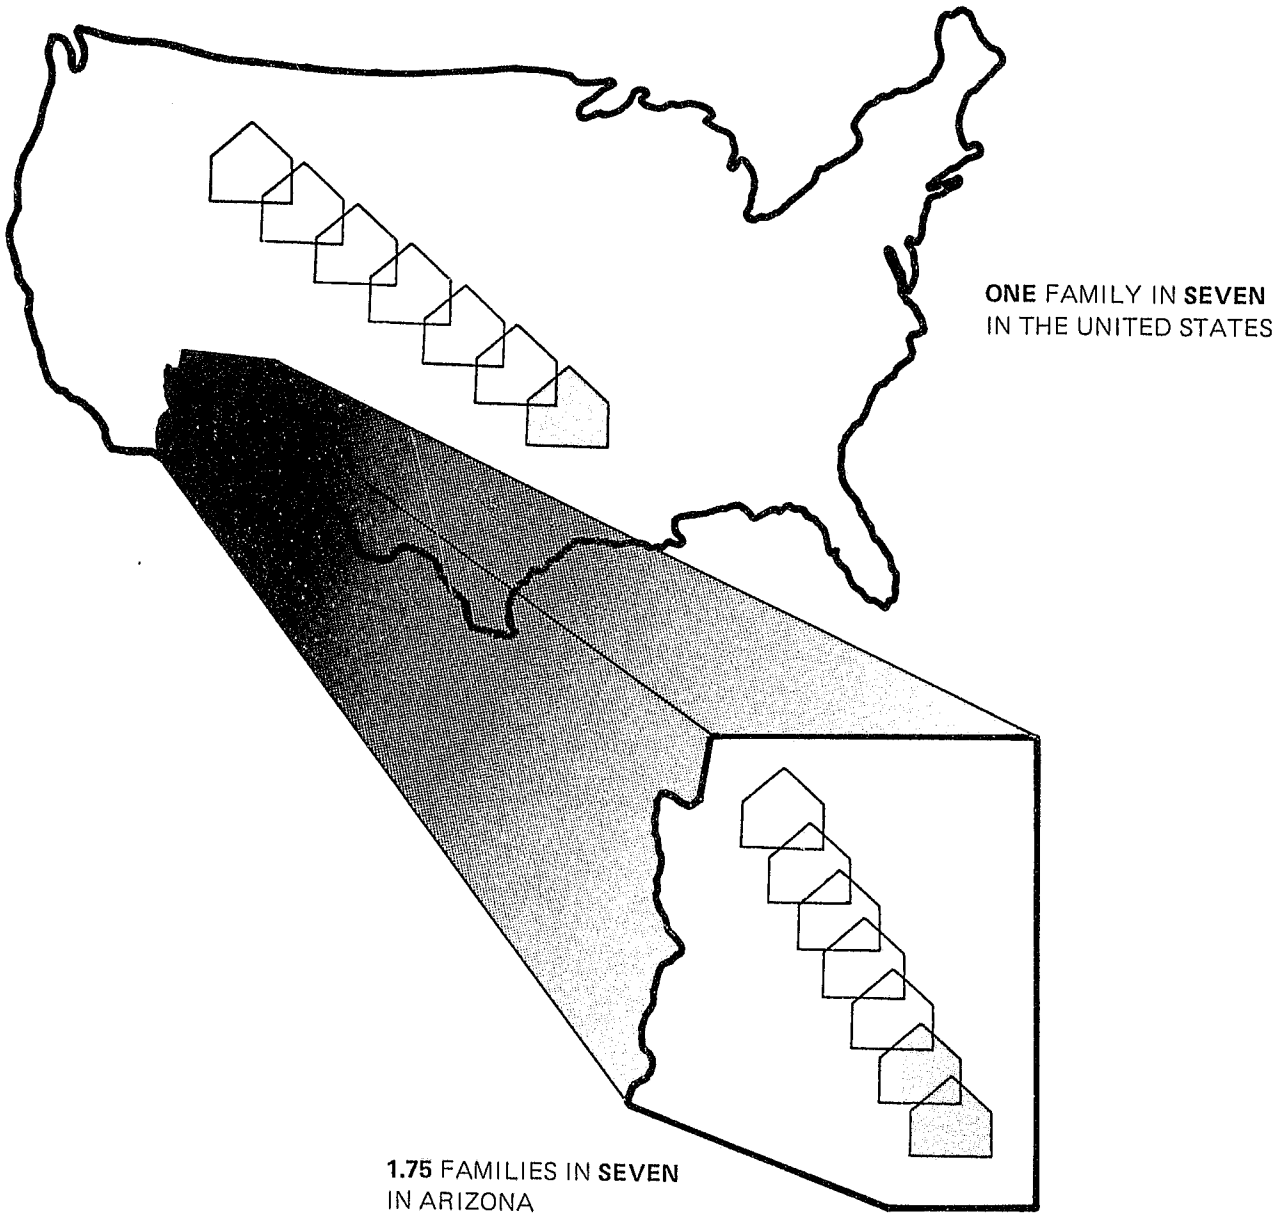 ONE FAMILY IN SEVEN
IN THE UNITED STATES
1.75 FAMILIES IN SEVEN
IN ARIZONA